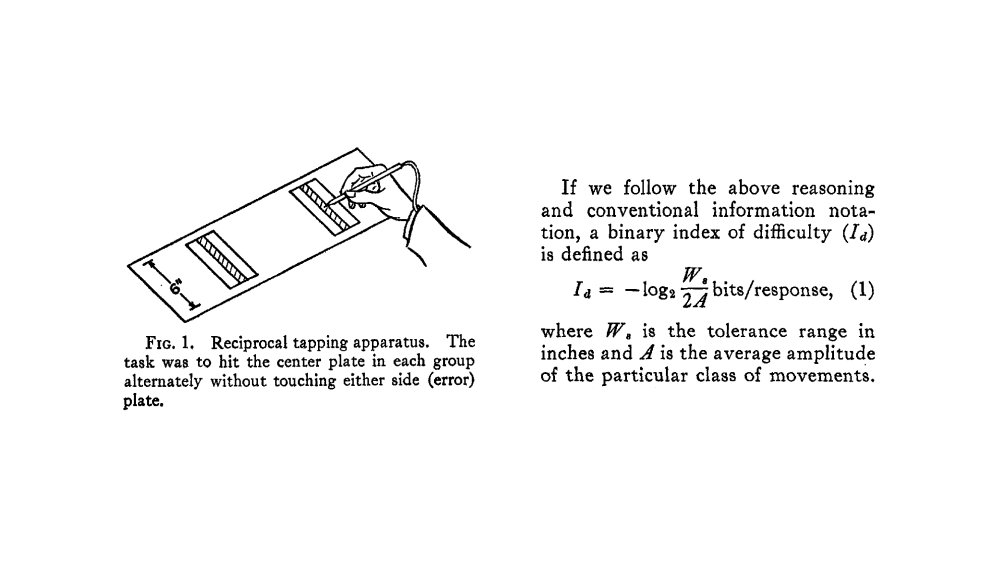 6"
FIG. 1. Reciprocal tapping apparatus. The
task was to hit the center plate in each group
alternately without touching either side (error)
plate.
If we follow the above reasoning
and conventional information nota-
tion, a binary index of difficulty (I_d)
is defined as
I_d = −log₂ W_s/2A bits/response, (1)
where W_s is the tolerance range in
inches and A is the average amplitude
of the particular class of movements.